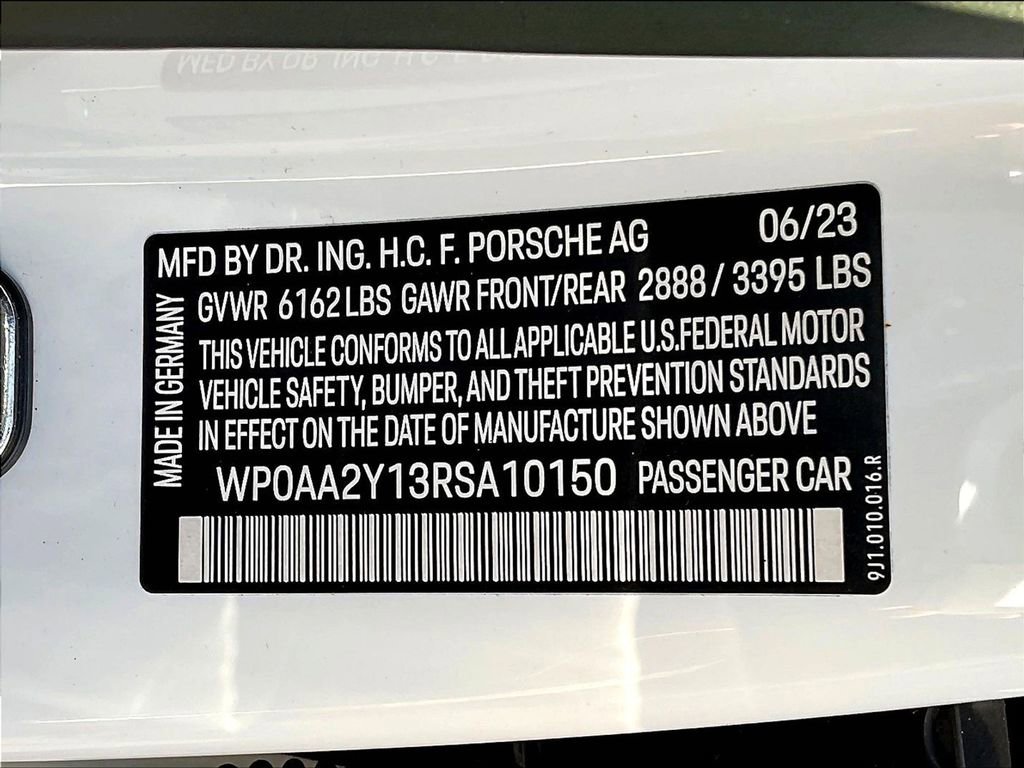 MFD BY DR. ING. H.C. F. PORSCHE AG 06/23
GVWR 6162 LBS GAWR FRONT/REAR 2888 / 3395 LBS
THIS VEHICLE CONFORMS TO ALL APPLICABLE U.S.FEDERAL MOTOR
VEHICLE SAFETY, BUMPER, AND THEFT PREVENTION STANDARDS
IN EFFECT ON THE DATE OF MANUFACTURE SHOWN ABOVE
WP0AA2Y13RSA10150 PASSENGER CAR
MADE IN GERMANY
9J1.010.016.R